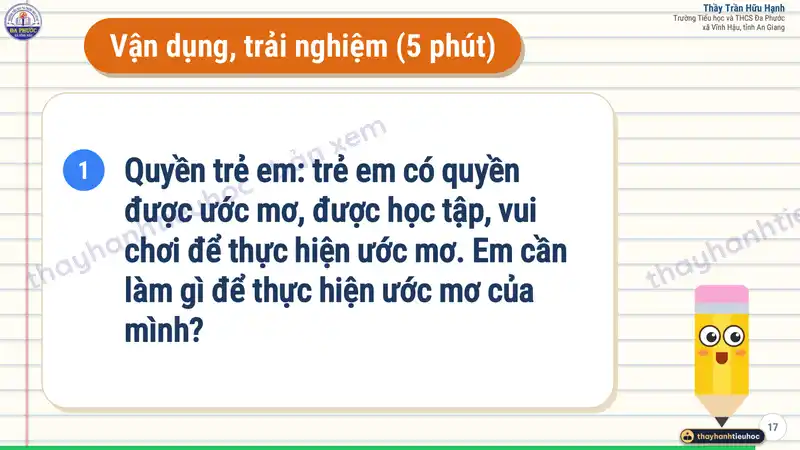 Thầy Trần Hữu Hạnh
Trường Tiểu học và THCS Đa Phước
xã Vĩnh Hậu, tỉnh An Giang
ĐA PHƯỚC
Vận dụng, trải nghiệm (5 phút)
1
Quyền trẻ em: trẻ em có quyền
được ước mơ, được học tập, vui
chơi để thực hiện ước mơ. Em cần
làm gì để thực hiện ước mơ của
mình?
thayhanhtieuhoc
17